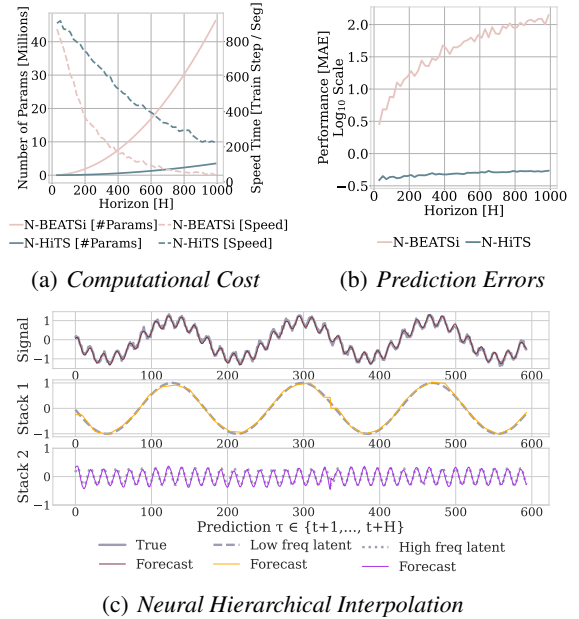 Number of Params [Millions]
40
30
20
10
0
800
600
400
200
0
Speed Time [Train Step / Seg]
0
200
400
600
800
1000
Horizon [H]
N-BEATSi [#Params]
N-BEATSi [Speed]
N-HiTS [#Params]
N-HiTS [Speed]
(a) Computational Cost
Performance [MAE]
Log₁₀ Scale
2.0
1.5
1.0
0.5
0.0
−0.5
0
200
400
600
800
1000
Horizon [H]
N-BEATSi
N-HiTS
(b) Prediction Errors
Signal
1
0
−1
0
100
200
300
400
500
600
Stack 1
1
0
−1
0
100
200
300
400
500
600
Stack 2
1
0
−1
0
100
200
300
400
500
600
Prediction τ ∈ {t+1,..., t+H}
True
Low freq latent
High freq latent
Forecast
Forecast
Forecast
(c) Neural Hierarchical Interpolation